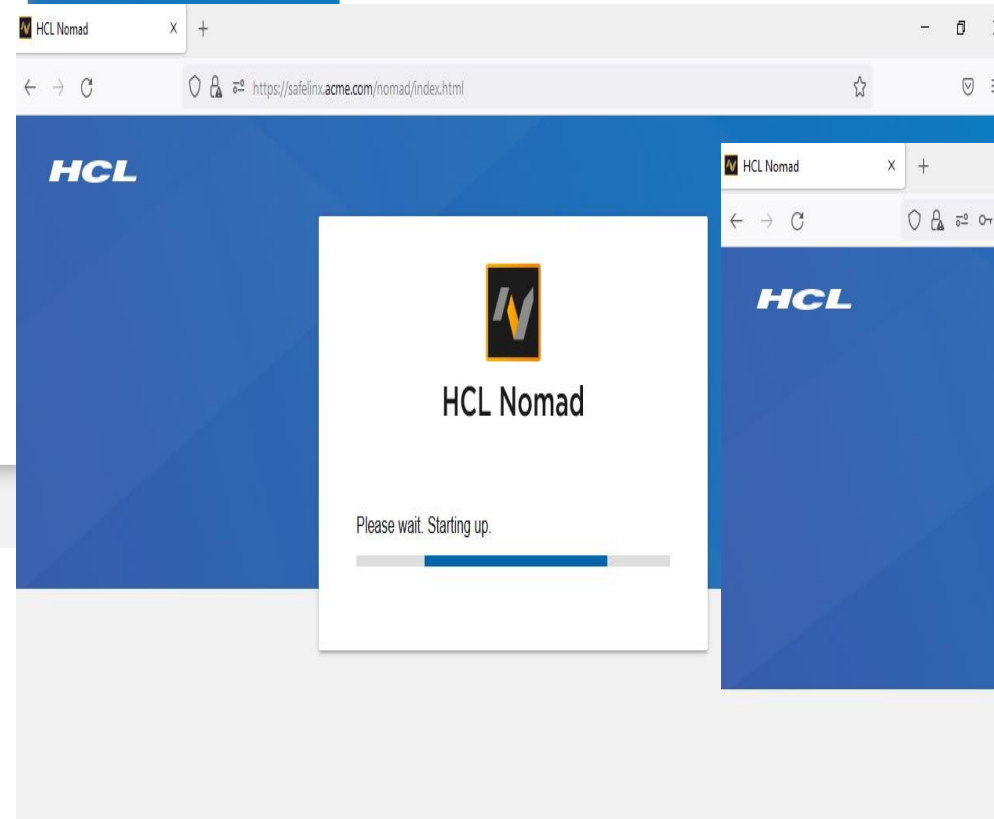 HCL Nomad
https://safelinx.acme.com/nomad/index.html
HCL
HCL Nomad
Please wait. Starting up.
HCL Nomad
HCL